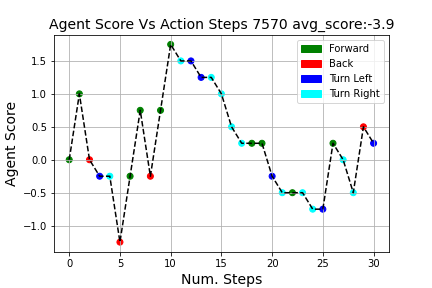 Agent Score Vs Action Steps 7570 avg_score:-3.9
Forward
Back
Turn Left
Turn Right
1.5
1.0
0.5
0.0
−0.5
−1.0
Agent Score
0 5 10 15 20 25 30
Num. Steps